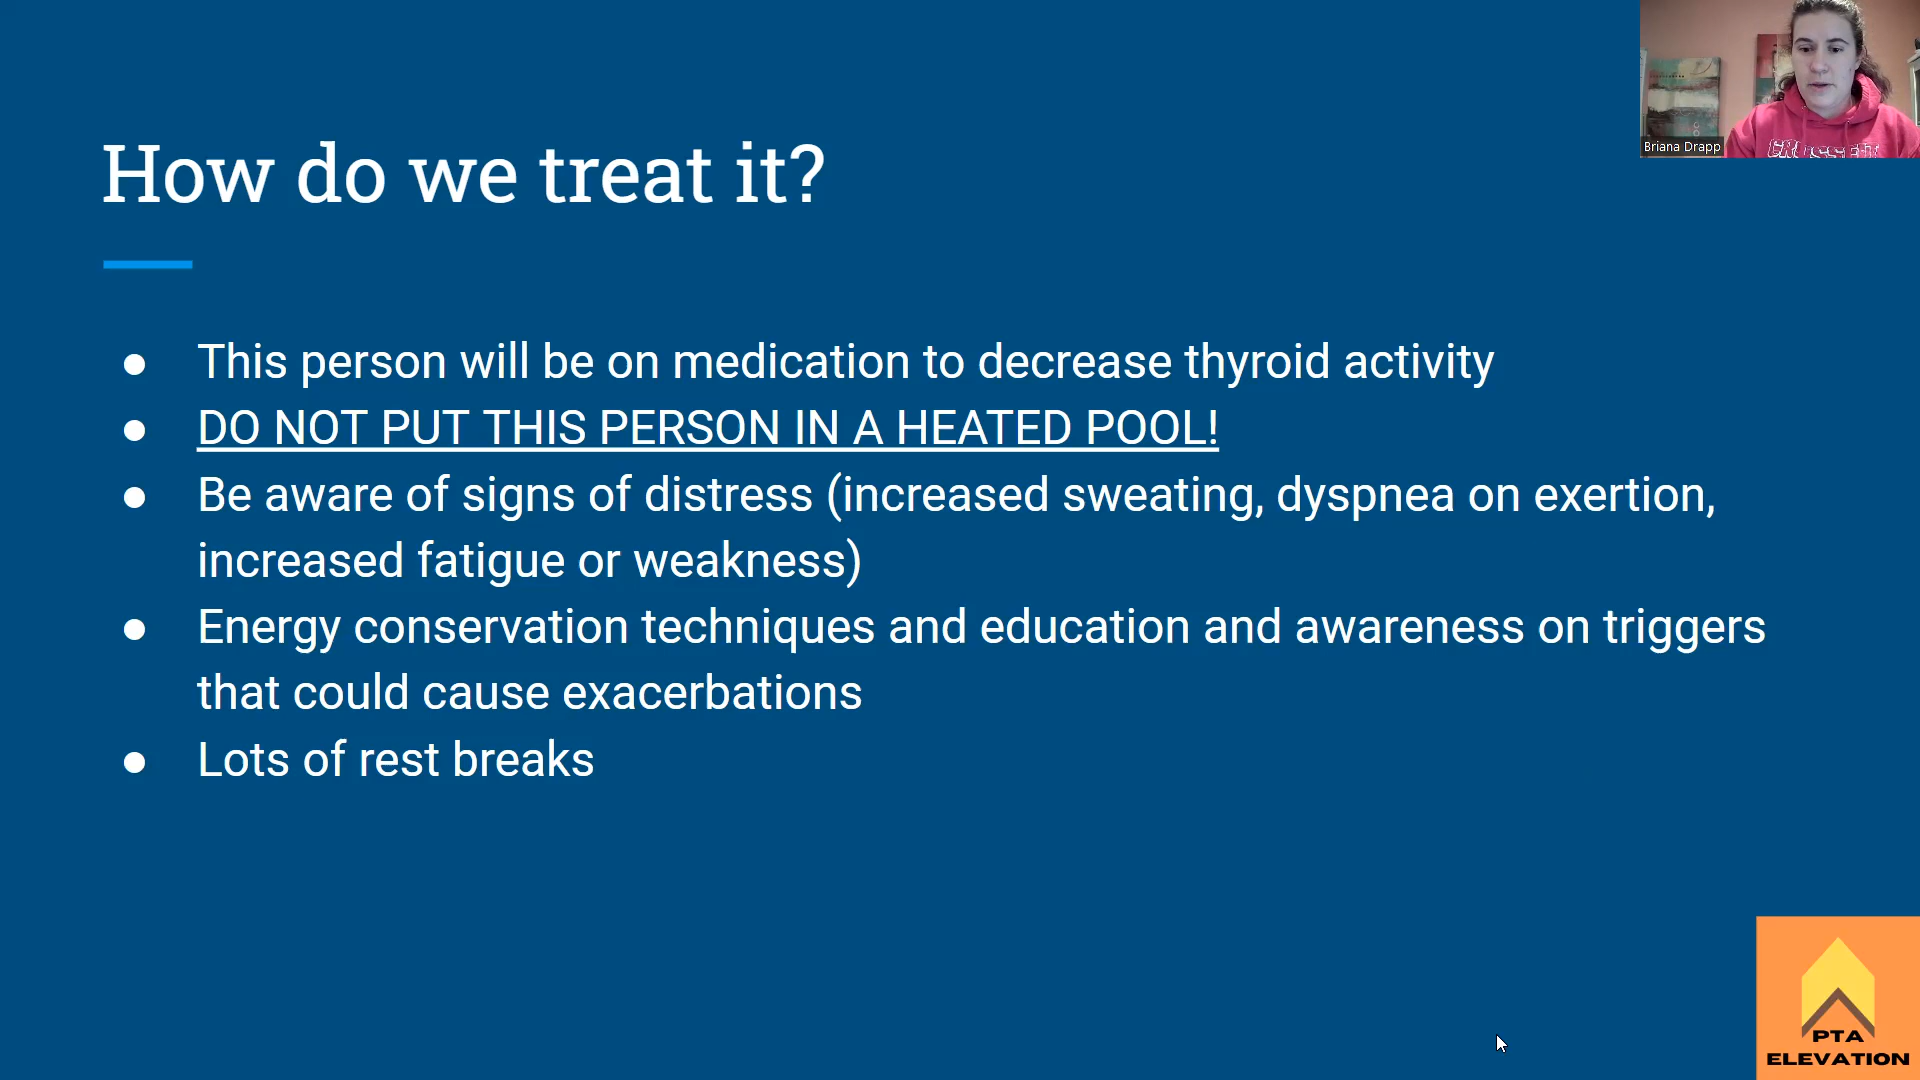 Briana Drapp
How do we treat it?
● This person will be on medication to decrease thyroid activity
● DO NOT PUT THIS PERSON IN A HEATED POOL!
● Be aware of signs of distress (increased sweating, dyspnea on exertion,
increased fatigue or weakness)
● Energy conservation techniques and education and awareness on triggers
that could cause exacerbations
● Lots of rest breaks
PTA
ELEVATION